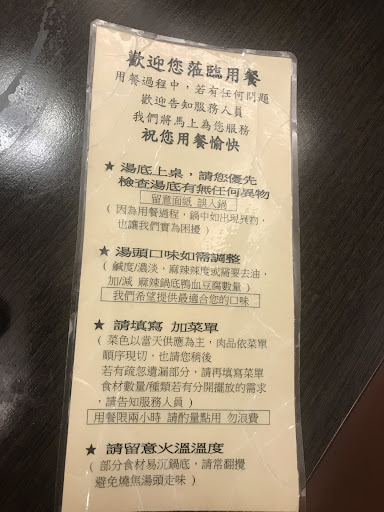 歡迎您蒞臨用餐
用餐過程中，若有任何問題
歡迎告知服務人員
我們將馬上為您服務
祝您用餐愉快
★ 湯底上桌，請您優先
檢查湯底有無任何異物
留意面紙 誤入鍋
( 因為用餐過程，鍋中如出現異物，
也讓我們實為困擾 )
★ 湯頭口味如需調整
( 鹹度/濃淡，麻辣辣度或需要去油，
加/減 麻辣鍋底鴨血豆腐數量 )
我們希望提供最適合您的口味
★ 請填寫 加菜單
( 菜色以當天供應為主，肉品依菜單
順序現切，也請您稍後
若有疏忽遺漏部分，請再填寫菜單
食材數量/種類若有分開擺放的需求
，請告知服務人員 )
用餐限兩小時 請酌量點用 勿浪費
★ 請留意火溫溫度
( 部分食材易沉鍋底，請常翻攪
避免燒焦湯頭走味 )